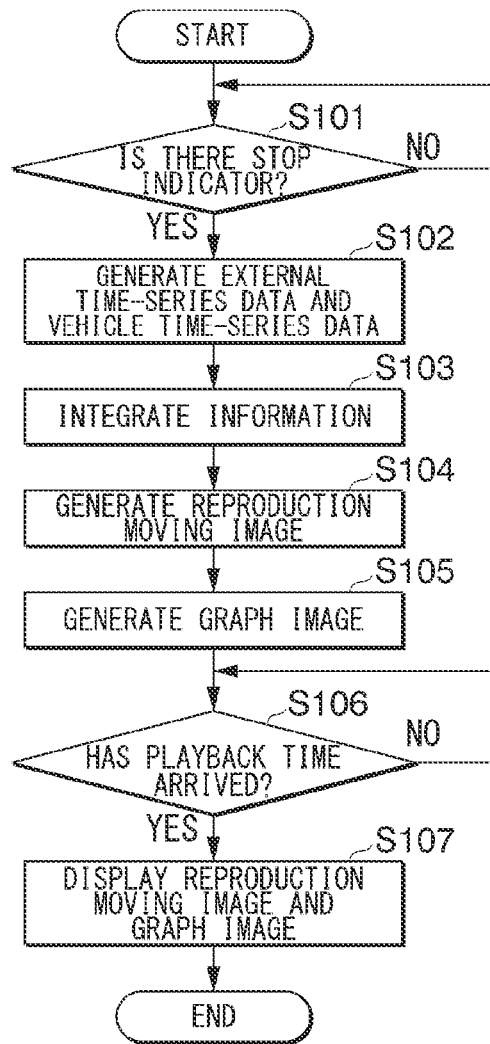 START
S101
IS THERE STOP
INDICATOR?
NO
YES
S102
GENERATE EXTERNAL
TIME-SERIES DATA AND
VEHICLE TIME-SERIES DATA
S103
INTEGRATE INFORMATION
S104
GENERATE REPRODUCTION
MOVING IMAGE
S105
GENERATE GRAPH IMAGE
S106
HAS PLAYBACK TIME
ARRIVED?
NO
YES
S107
DISPLAY REPRODUCTION
MOVING IMAGE AND
GRAPH IMAGE
END